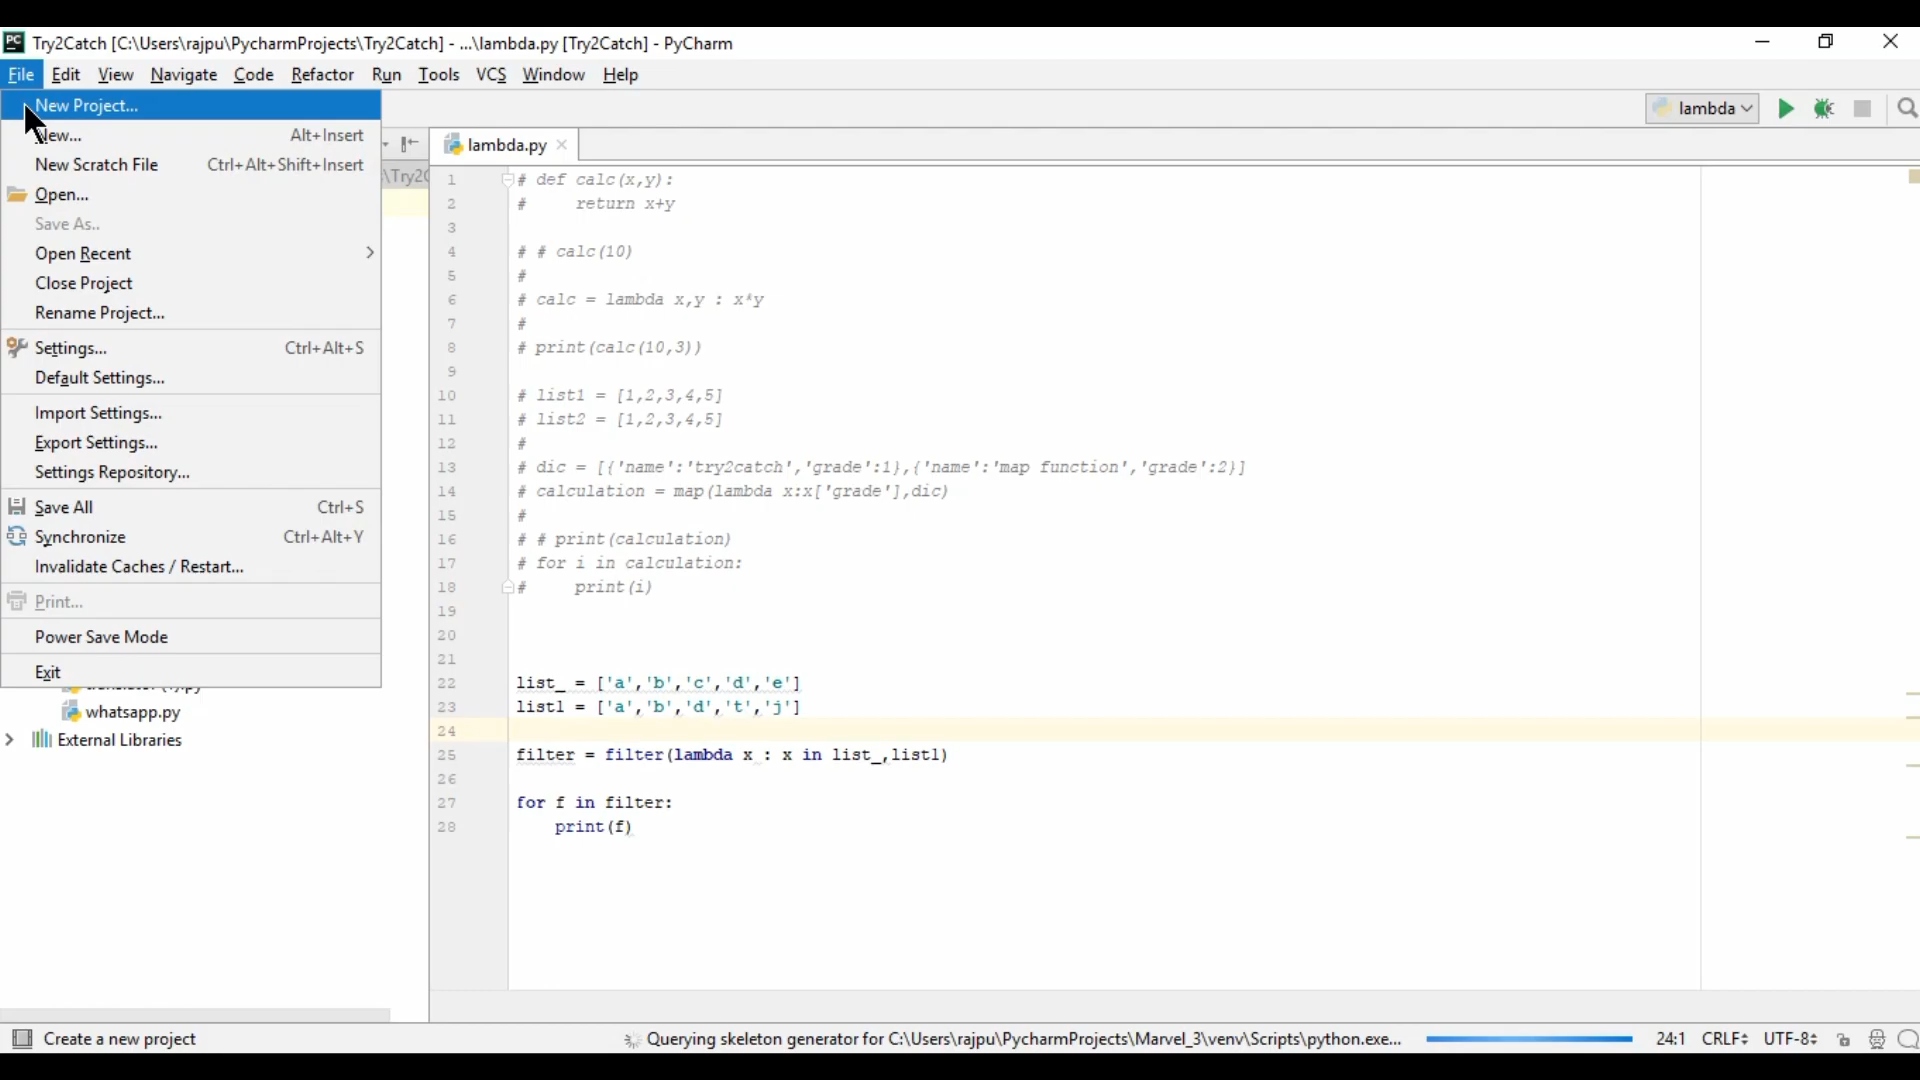 PC Try2Catch [C:\Users\rajpu\PycharmProjects\Try2Catch] - ...\lambda.py [Try2Catch] - PyCharm
File Edit View Navigate Code Refactor Run Tools VCS Window Help
New Project...
New... Alt+Insert
New Scratch File Ctrl+Alt+Shift+Insert
Open...
Save As..
Open Recent
Close Project
Rename Project...
Settings... Ctrl+Alt+S
Default Settings...
Import Settings...
Export Settings...
Settings Repository...
Save All Ctrl+S
Synchronize Ctrl+Alt+Y
Invalidate Caches / Restart...
Print...
Power Save Mode
Exit
whatsapp.py
External Libraries
lambda
lambda.py
1 # def calc(x,y):
2 #     return x+y
3
4 # # calc(10)
5 #
6 # calc = lambda x,y : x*y
7 #
8 # print(calc(10,3))
9
10 # list1 = [1,2,3,4,5]
11 # list2 = [1,2,3,4,5]
12 #
13 # dic = [{'name':'try2catch','grade':1},{'name':'map function','grade':2}]
14 # calculation = map(lambda x:x['grade'],dic)
15 #
16 # # print(calculation)
17 # for i in calculation:
18 #     print(i)
19
20
21
22 list_ = ['a','b','c','d','e']
23 list1 = ['a','b','d','t','j']
24
25 filter = filter(lambda x : x in list_,list1)
26
27 for f in filter:
28     print(f)
Create a new project
Querying skeleton generator for C:\Users\rajpu\PycharmProjects\Marvel_3\venv\Scripts\python.exe...
24:1 CRLF UTF-8